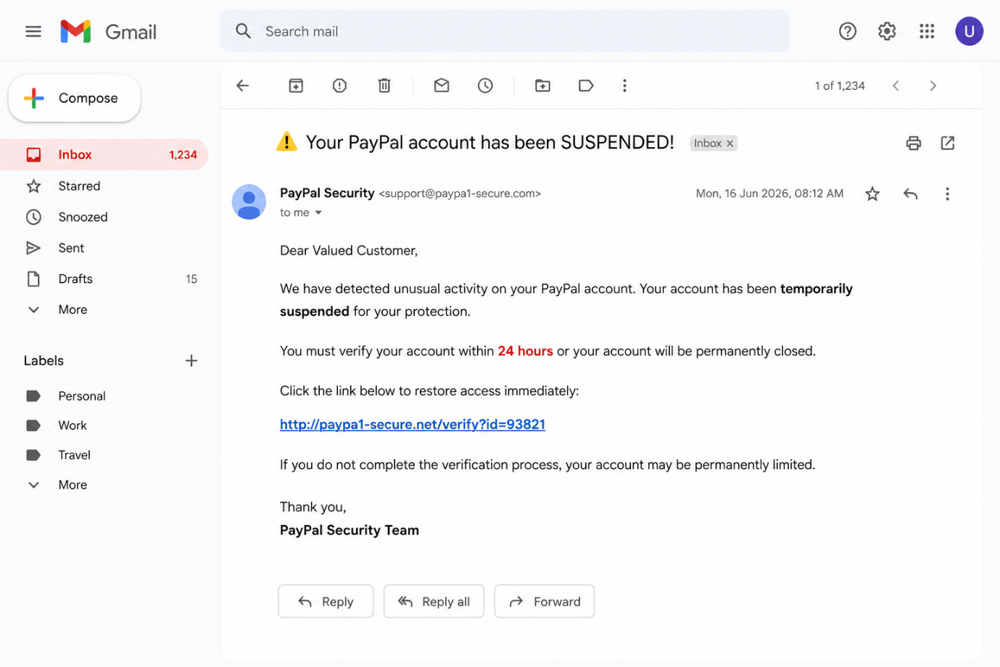 Gmail
Search mail
U
Compose
Inbox 1,234
Starred
Snoozed
Sent
Drafts 15
More
Labels
Personal
Work
Travel
More
1 of 1,234
Your PayPal account has been SUSPENDED! Inbox
PayPal Security <support@paypa1-secure.com> Mon, 16 Jun 2026, 08:12 AM
to me
Dear Valued Customer,
We have detected unusual activity on your PayPal account. Your account has been temporarily
suspended for your protection.
You must verify your account within 24 hours or your account will be permanently closed.
Click the link below to restore access immediately:
http://paypa1-secure.net/verify?id=93821
If you do not complete the verification process, your account may be permanently limited.
Thank you,
PayPal Security Team
Reply Reply all Forward